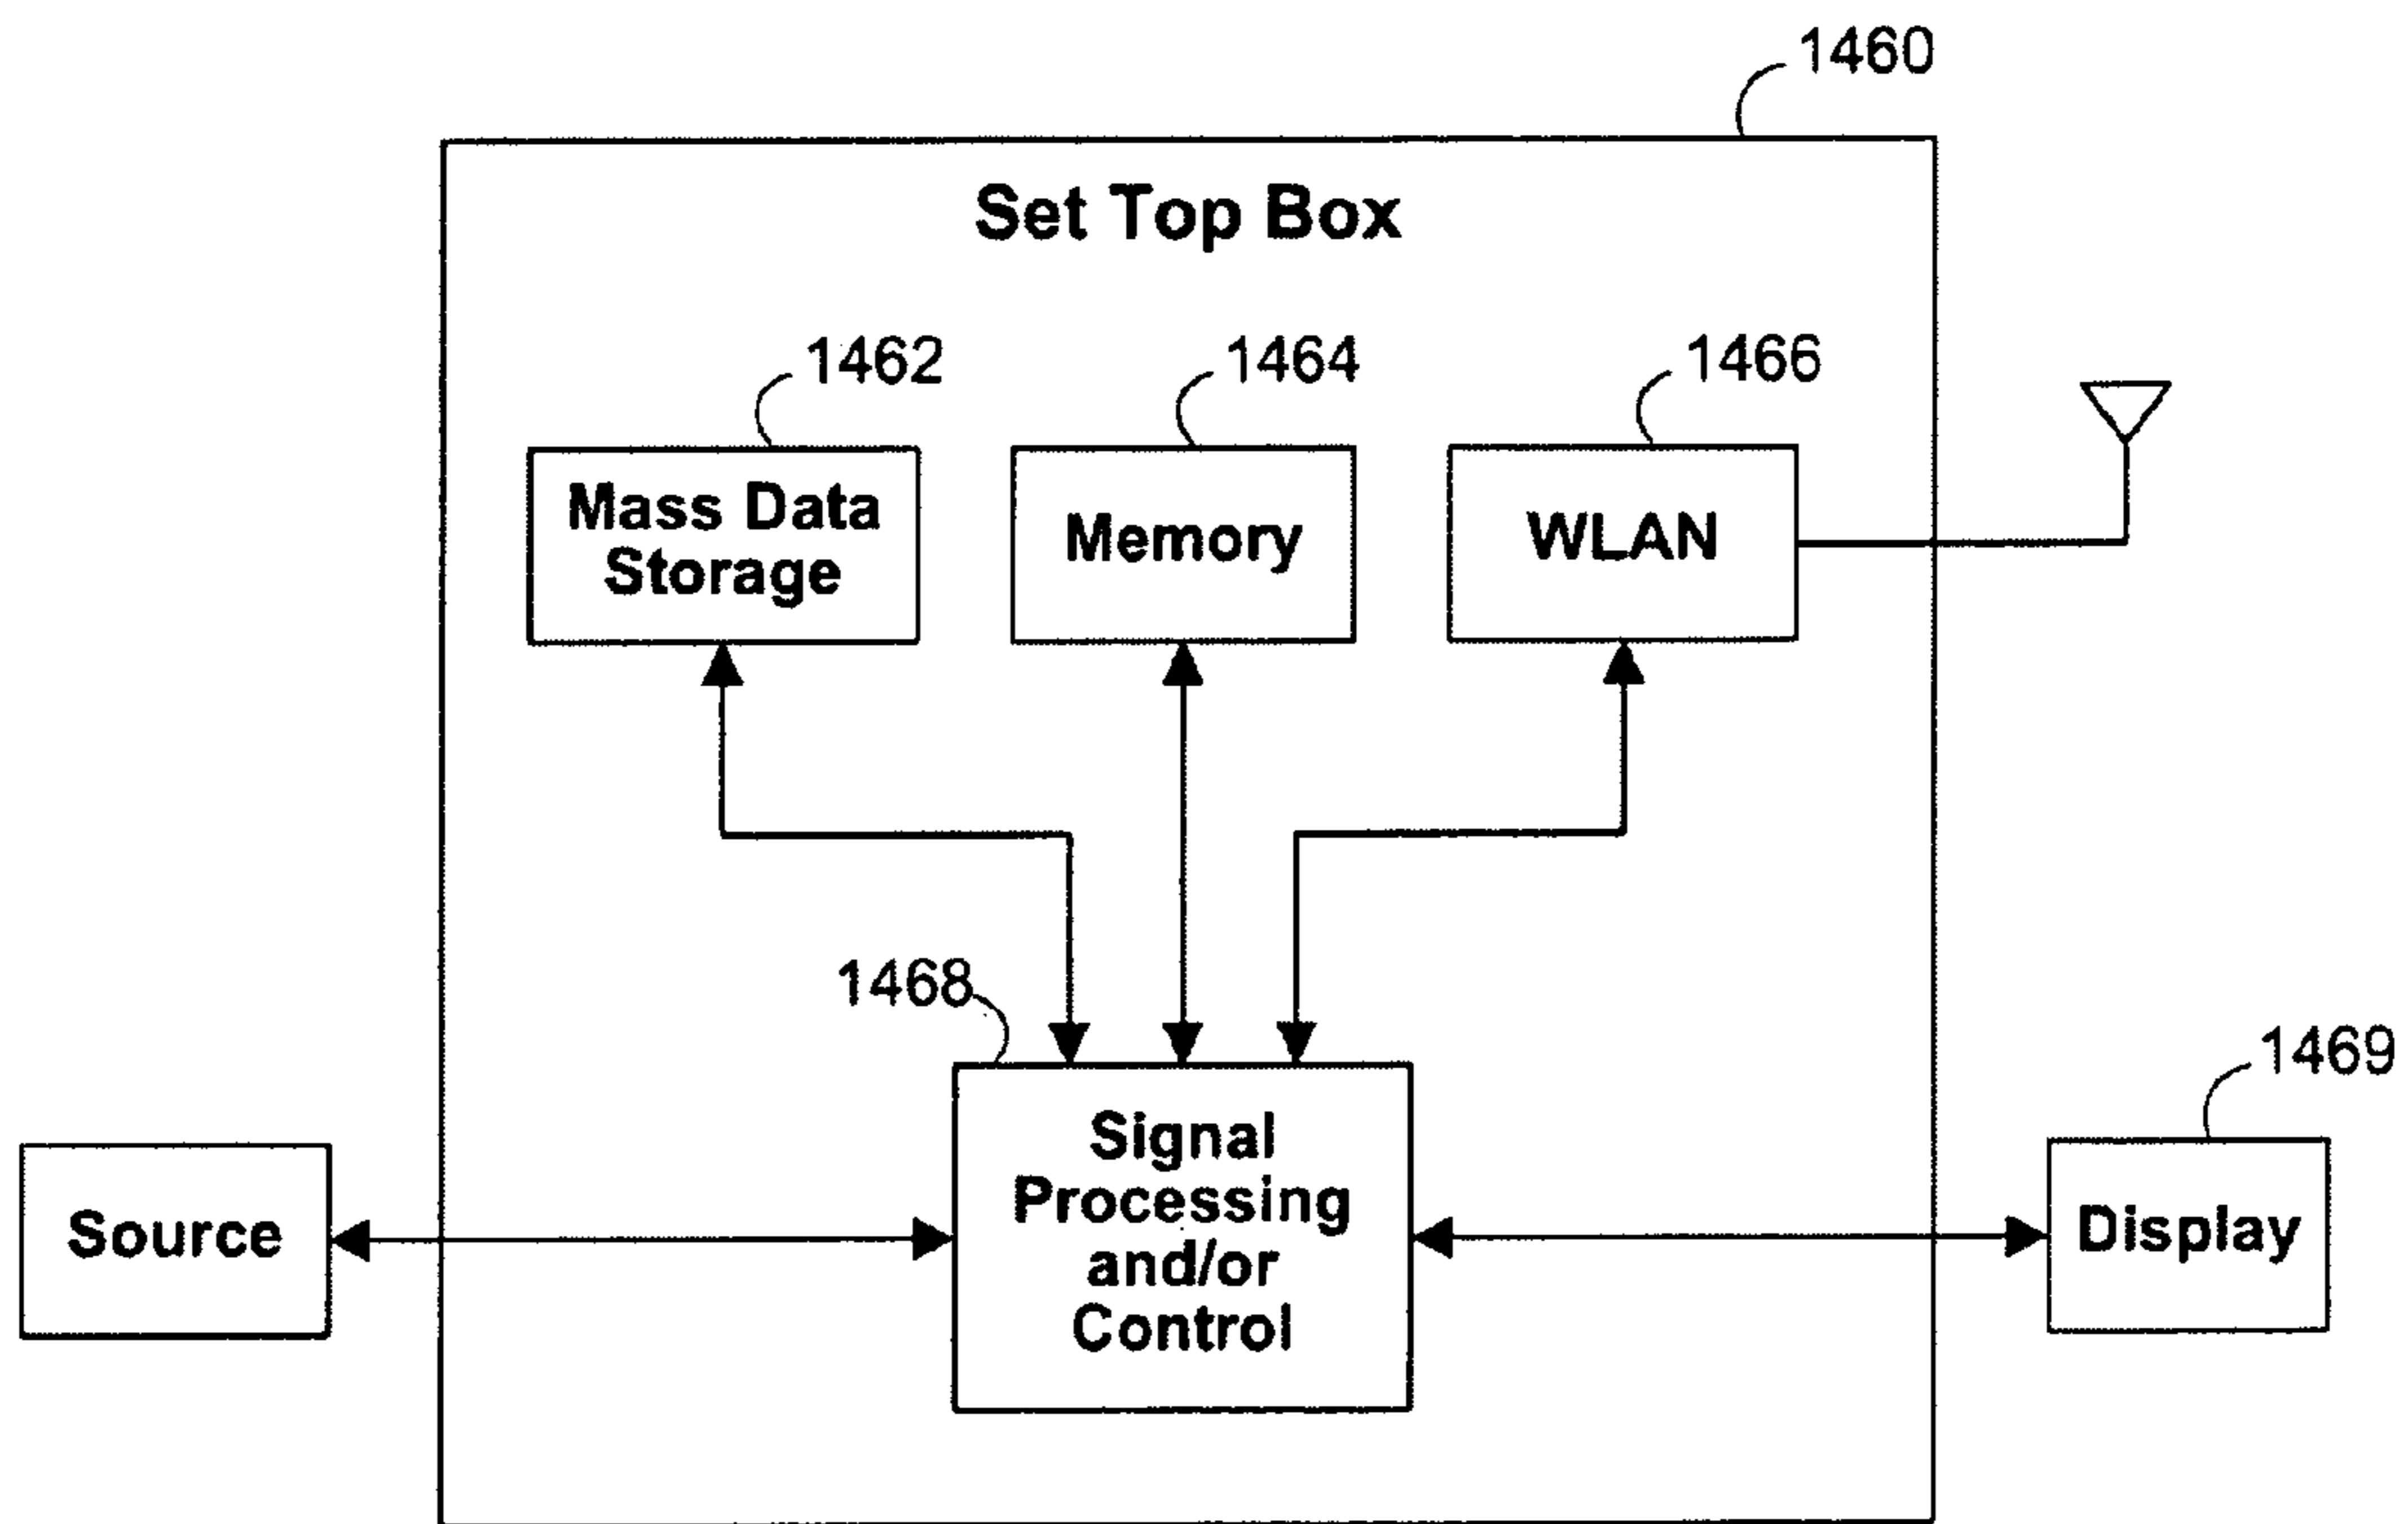 1460
Set Top Box
1462
1464
1466
Mass Data
Storage
Memory
WLAN
1468
1469
Source
Signal
Processing
and/or
Control
Display